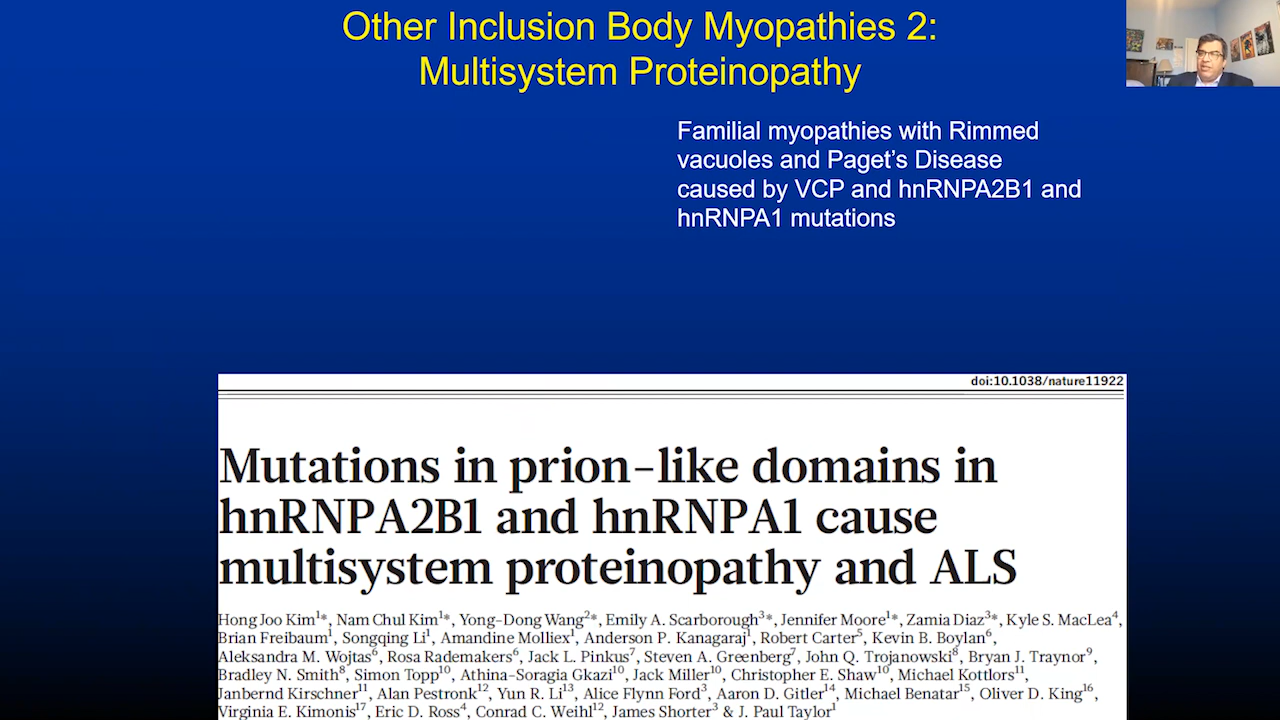 Other Inclusion Body Myopathies 2:
Multisystem Proteinopathy
Familial myopathies with Rimmed
vacuoles and Paget's Disease
caused by VCP and hnRNPA2B1 and
hnRNPA1 mutations
doi:10.1038/nature11922
Mutations in prion-like domains in
hnRNPA2B1 and hnRNPA1 cause
multisystem proteinopathy and ALS
Hong Joo Kim¹*, Nam Chul Kim¹*, Yong-Dong Wang²*, Emily A. Scarborough³*, Jennifer Moore¹*, Zamia Diaz³*, Kyle S. MacLea⁴,
Brian Freibaum¹, Songqing Li¹, Amandine Molliex¹, Anderson P. Kanagaraj¹, Robert Carter⁵, Kevin B. Boylan⁶,
Aleksandra M. Wojtas⁶, Rosa Rademakers⁶, Jack L. Pinkus⁷, Steven A. Greenberg⁷, John Q. Trojanowski⁸, Bryan J. Traynor⁹,
Bradley N. Smith⁸, Simon Topp¹⁰, Athina-Soragia Gkazi¹⁰, Jack Miller¹⁰, Christopher E. Shaw¹⁰, Michael Kottlors¹¹,
Janbernd Kirschner¹¹, Alan Pestronk¹², Yun R. Li¹³, Alice Flynn Ford³, Aaron D. Gitler¹⁴, Michael Benatar¹⁵, Oliver D. King¹⁶,
Virginia E. Kimonis¹⁷, Eric D. Ross⁴, Conrad C. Weihl¹², James Shorter³ & J. Paul Taylor¹